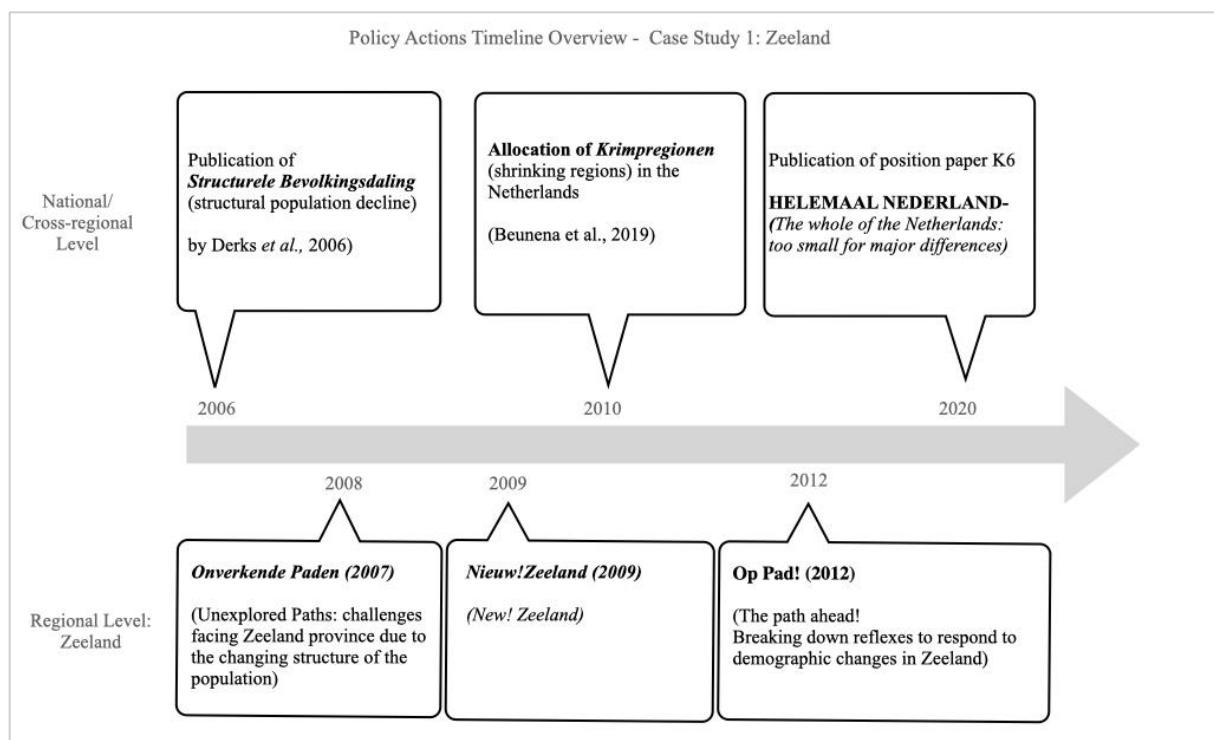 Policy Actions Timeline Overview - Case Study 1: Zeeland
National/
Cross-regional
Level
Publication of
Structurele Bevolkingsdaling
(structural population decline)
by Derks et al., 2006)
Allocation of Krimpregionen
(shrinking regions) in the
Netherlands
(Beunena et al., 2019)
Publication of position paper K6
HELEMAAL NEDERLAND-
(The whole of the Netherlands:
too small for major differences)
2006
2010
2020
2008
2009
2012
Regional Level:
Zeeland
Onverkende Paden (2007)
(Unexplored Paths: challenges
facing Zeeland province due to
the changing structure of the
population)
Nieuw!Zeeland (2009)
(New! Zeeland)
Op Pad! (2012)
(The path ahead!
Breaking down reflexes to respond to
demographic changes in Zeeland)